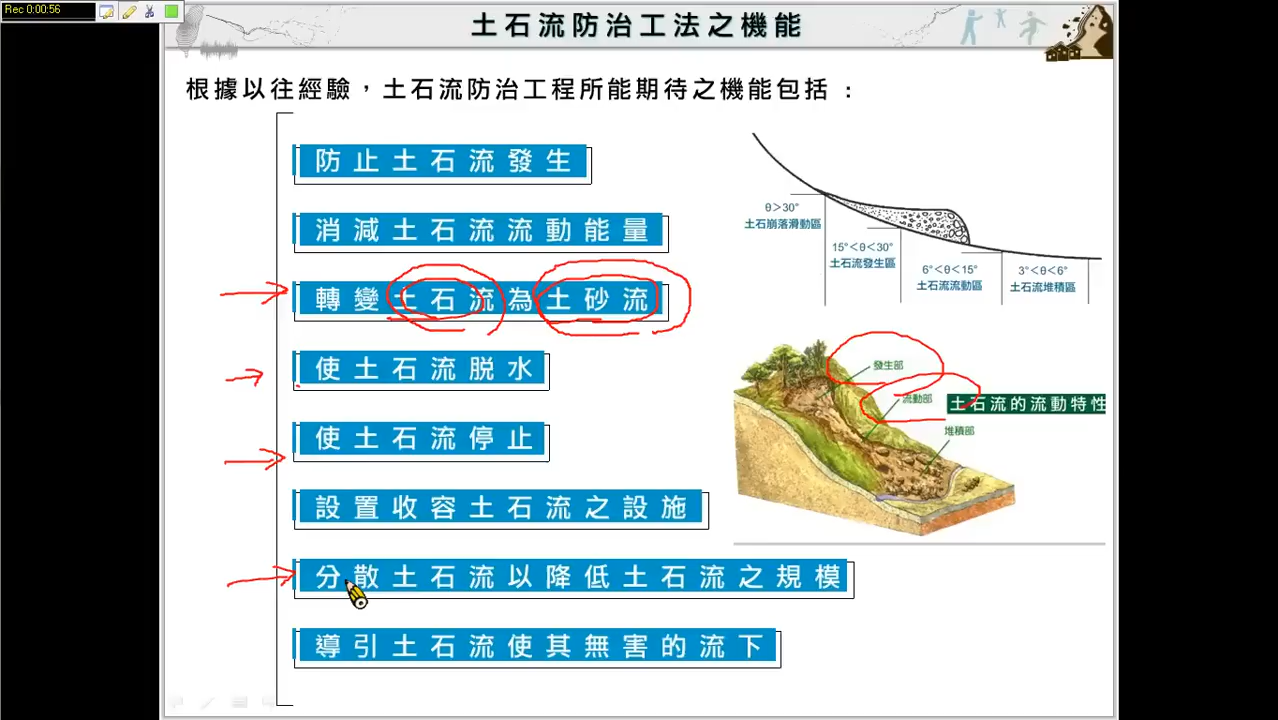 Rec 0:00:56
土石流防治工法之機能
根據以往經驗，土石流防治工程所能期待之機能包括：
防止土石流發生
消減土石流流動能量
轉變土石流為土砂流
使土石流脱水
使土石流停止
設置收容土石流之設施
分散土石流以降低土石流之規模
導引土石流使其無害的流下
θ>30°
土石崩落滑動區
15°<θ<30°
土石流發生區
6°<θ<15°
土石流流動區
3°<θ<6°
土石流堆積區
發生部
流動部
土石流的流動特性
堆積部